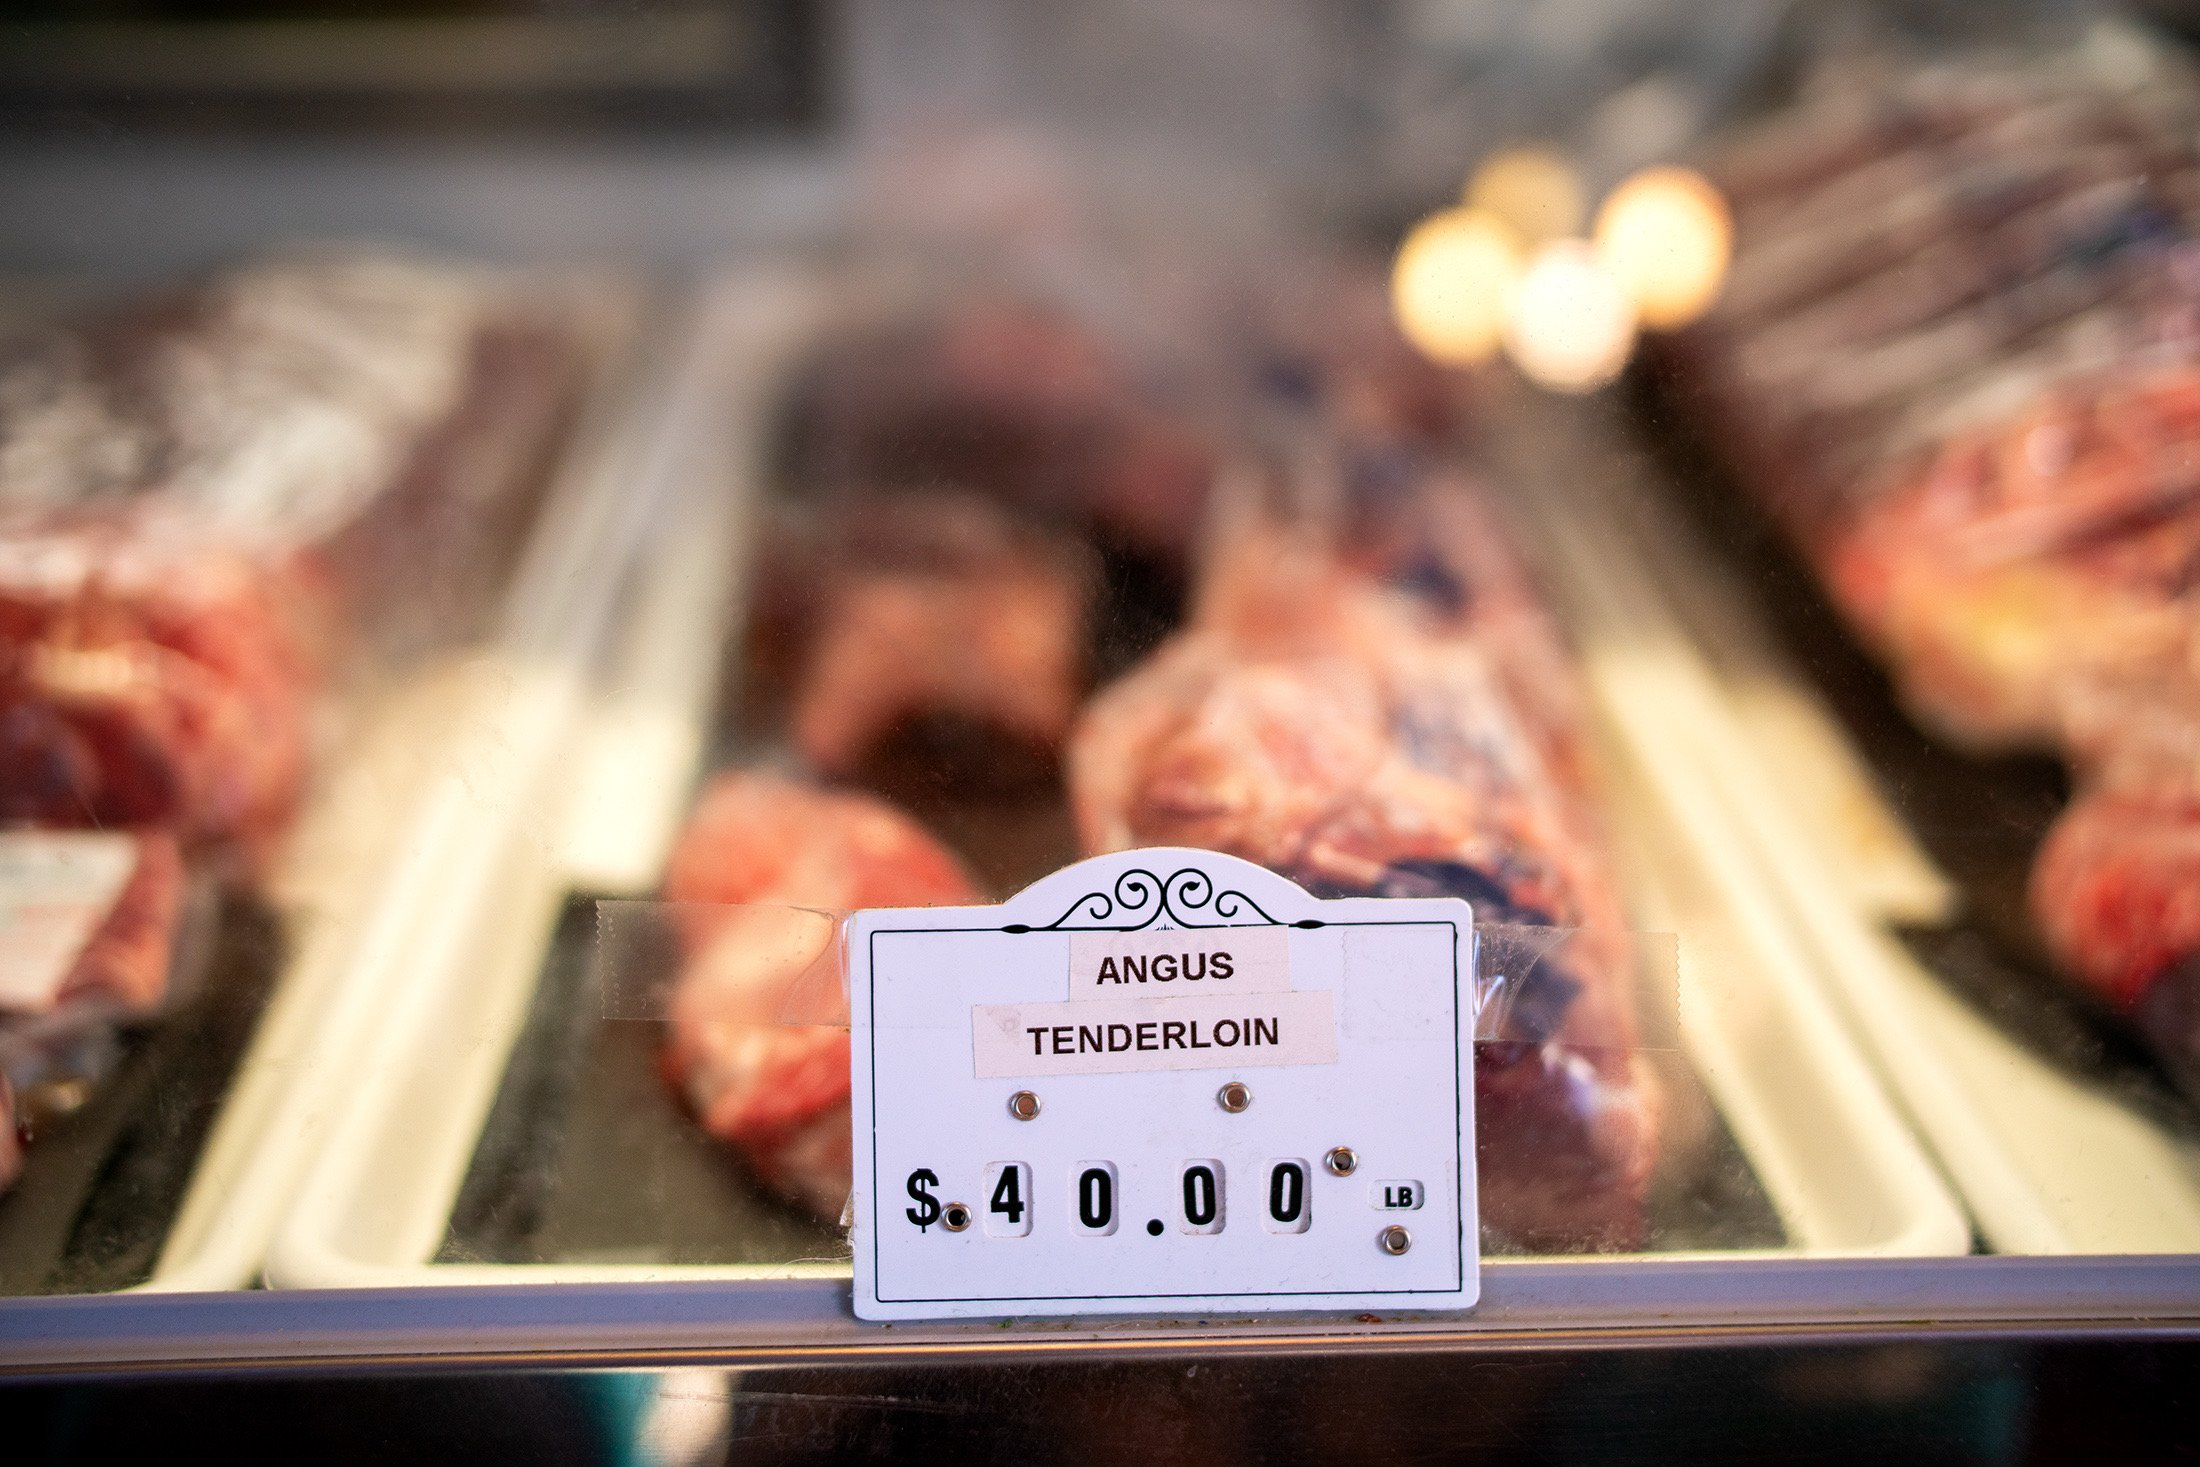 ANGUS
TENDERLOIN
$40.00 LB